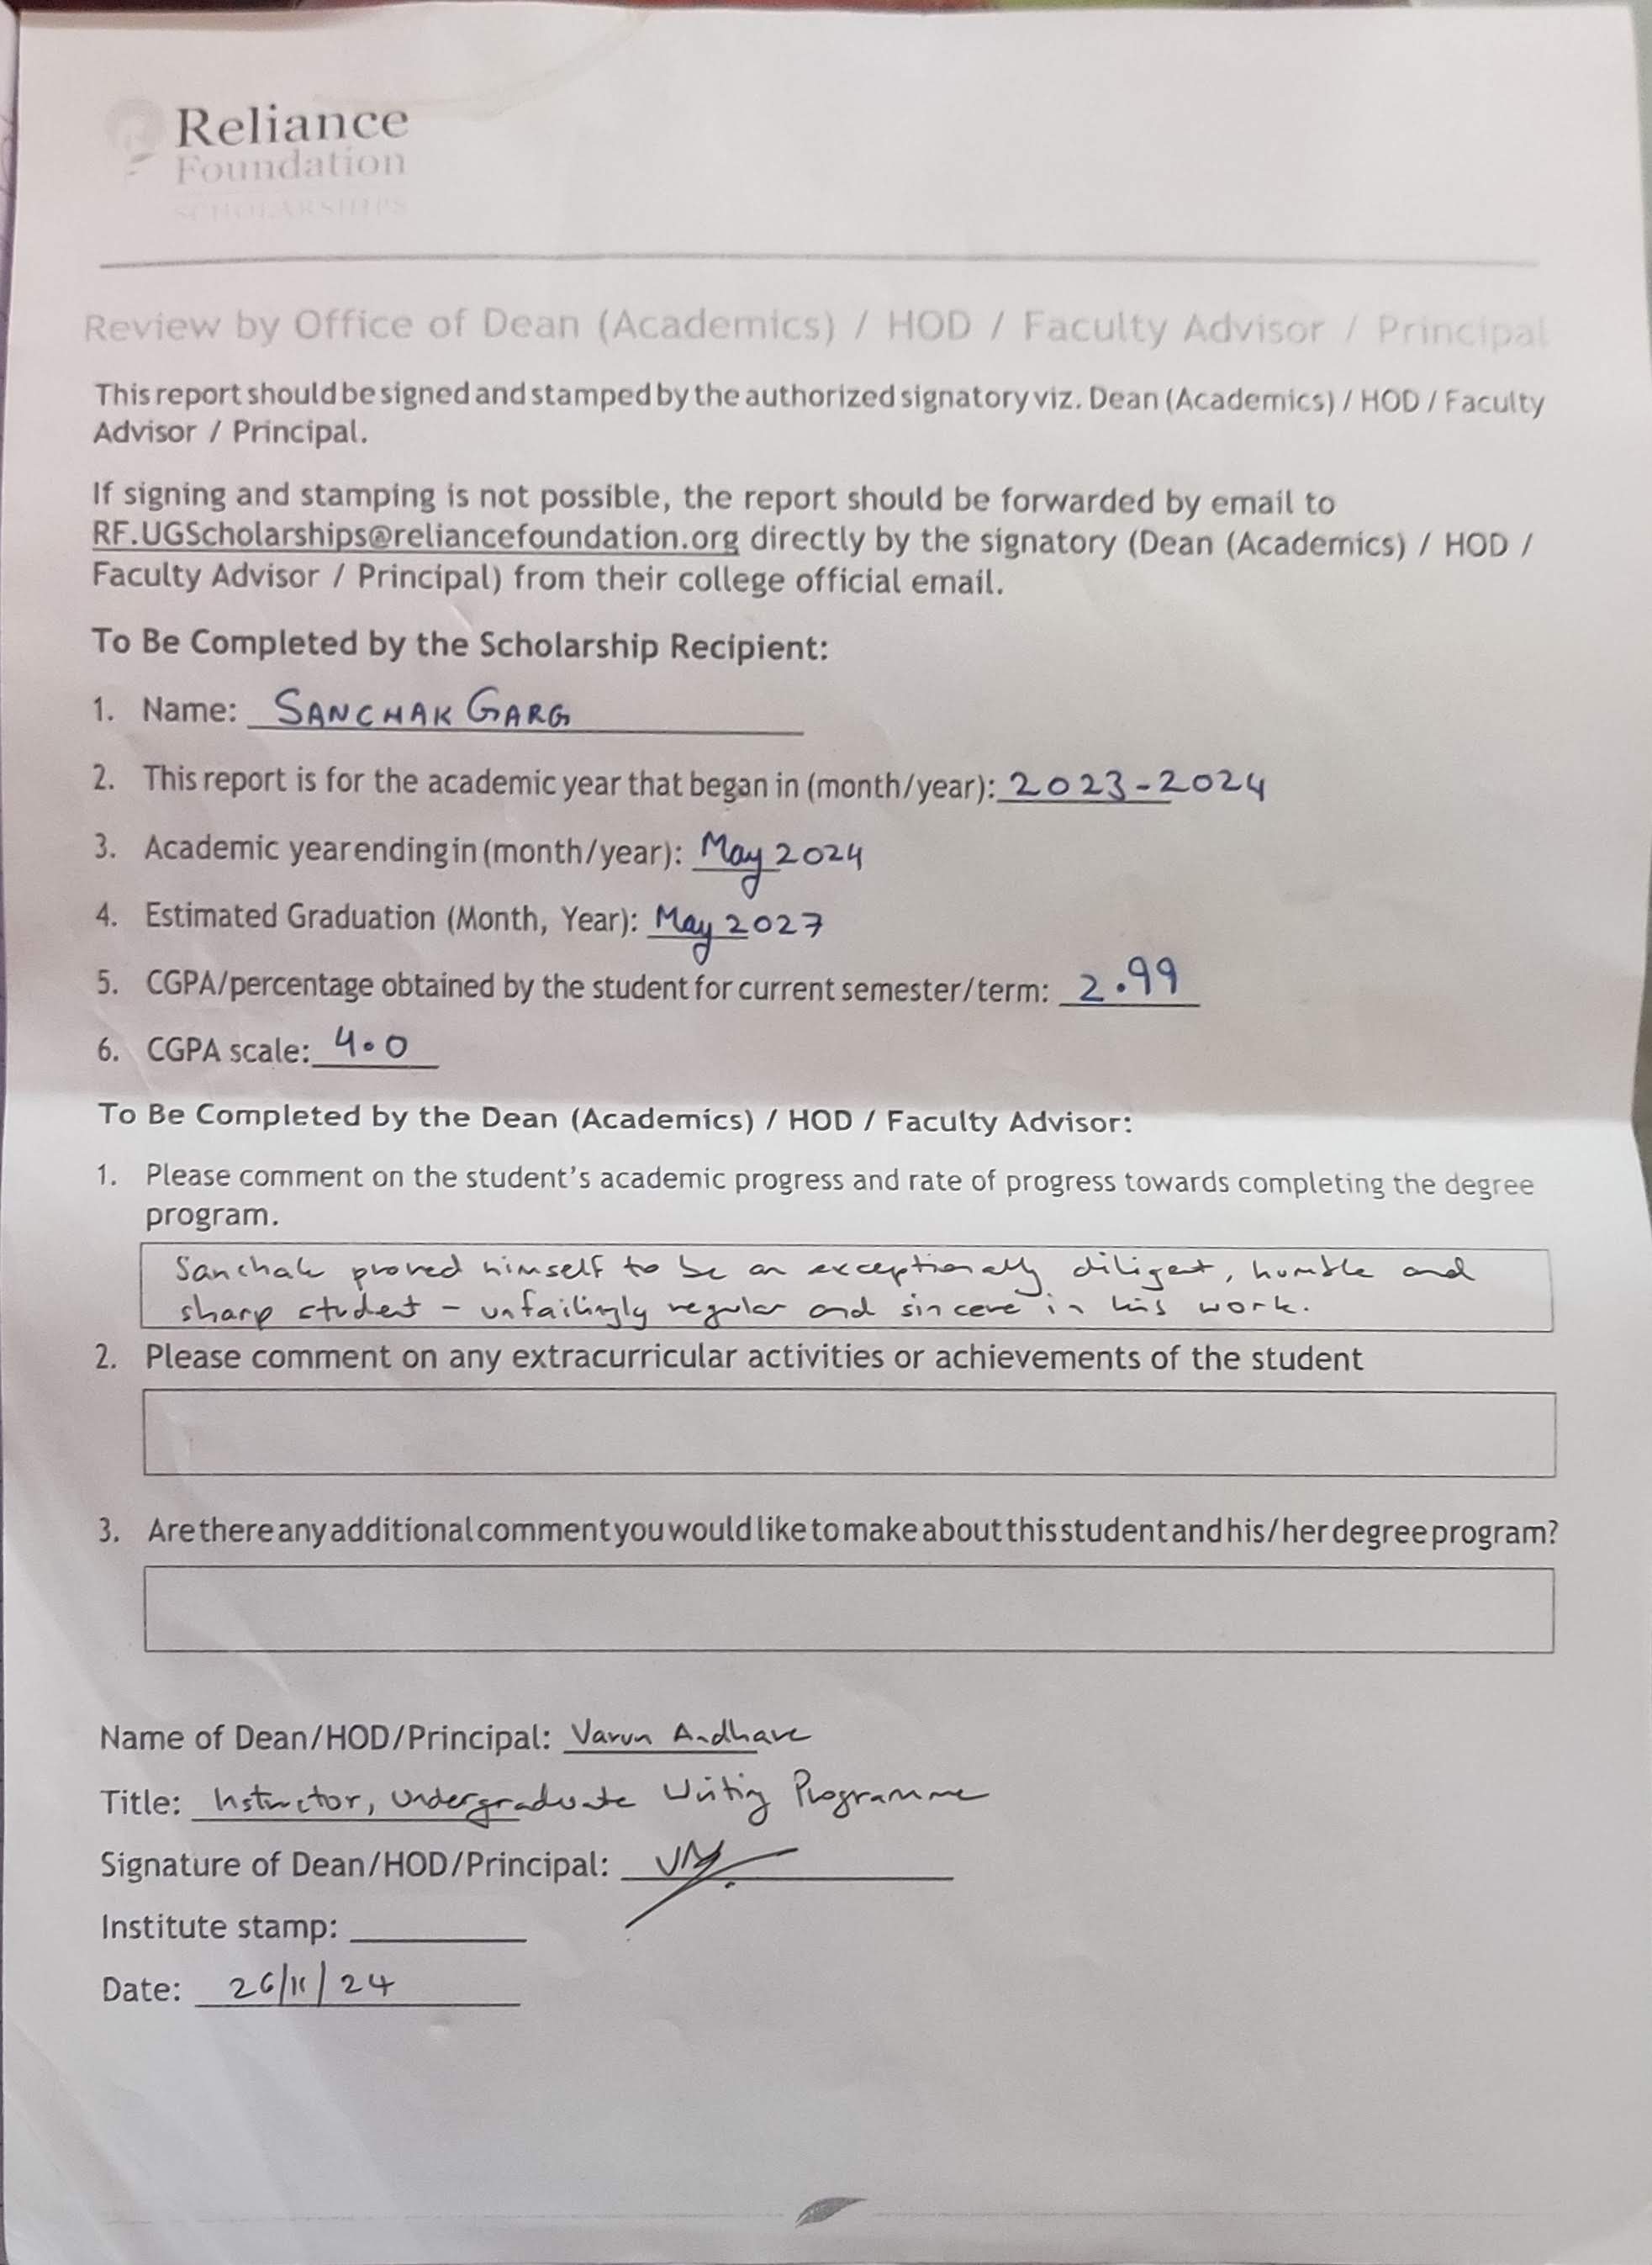 Reliance
Foundation
SCHOLARSHIPS
Review by Office of Dean (Academics) / HOD / Faculty Advisor / Principal
This report should be signed and stamped by the authorized signatory viz. Dean (Academics) / HOD / Faculty
Advisor / Principal.
If signing and stamping is not possible, the report should be forwarded by email to
RF.UGScholarships@reliancefoundation.org directly by the signatory (Dean (Academics) / HOD /
Faculty Advisor / Principal) from their college official email.
To Be Completed by the Scholarship Recipient:
1. Name: SANCHAK GARG
2. This report is for the academic year that began in (month/year): 2023-2024
3. Academic year ending in (month/year): May 2024
4. Estimated Graduation (Month, Year): May 2027
5. CGPA/percentage obtained by the student for current semester/term: 2.99
6. CGPA scale: 4.0
To Be Completed by the Dean (Academics) / HOD / Faculty Advisor:
1. Please comment on the student's academic progress and rate of progress towards completing the degree
program.
Sanchak proved himself to be an exceptionally diligent, humble and
sharp student - unfailingly regular and sincere in his work.
2. Please comment on any extracurricular activities or achievements of the student
3. Are there any additional comment you would like to make about this student and his/her degree program?
Name of Dean/HOD/Principal: Varun Andhare
Title: Instructor, Undergraduate Writing Programme
Signature of Dean/HOD/Principal:
Institute stamp:
Date: 26/11/24